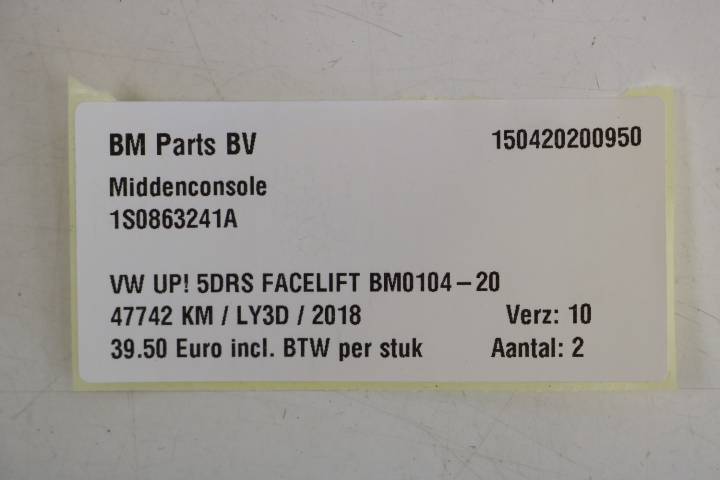 BM Parts BV 150420200950
Middenconsole
1S0863241A
VW UP! 5DRS FACELIFT BM0104-20
47742 KM / LY3D / 2018 Verz: 10
39.50 Euro incl. BTW per stuk Aantal: 2